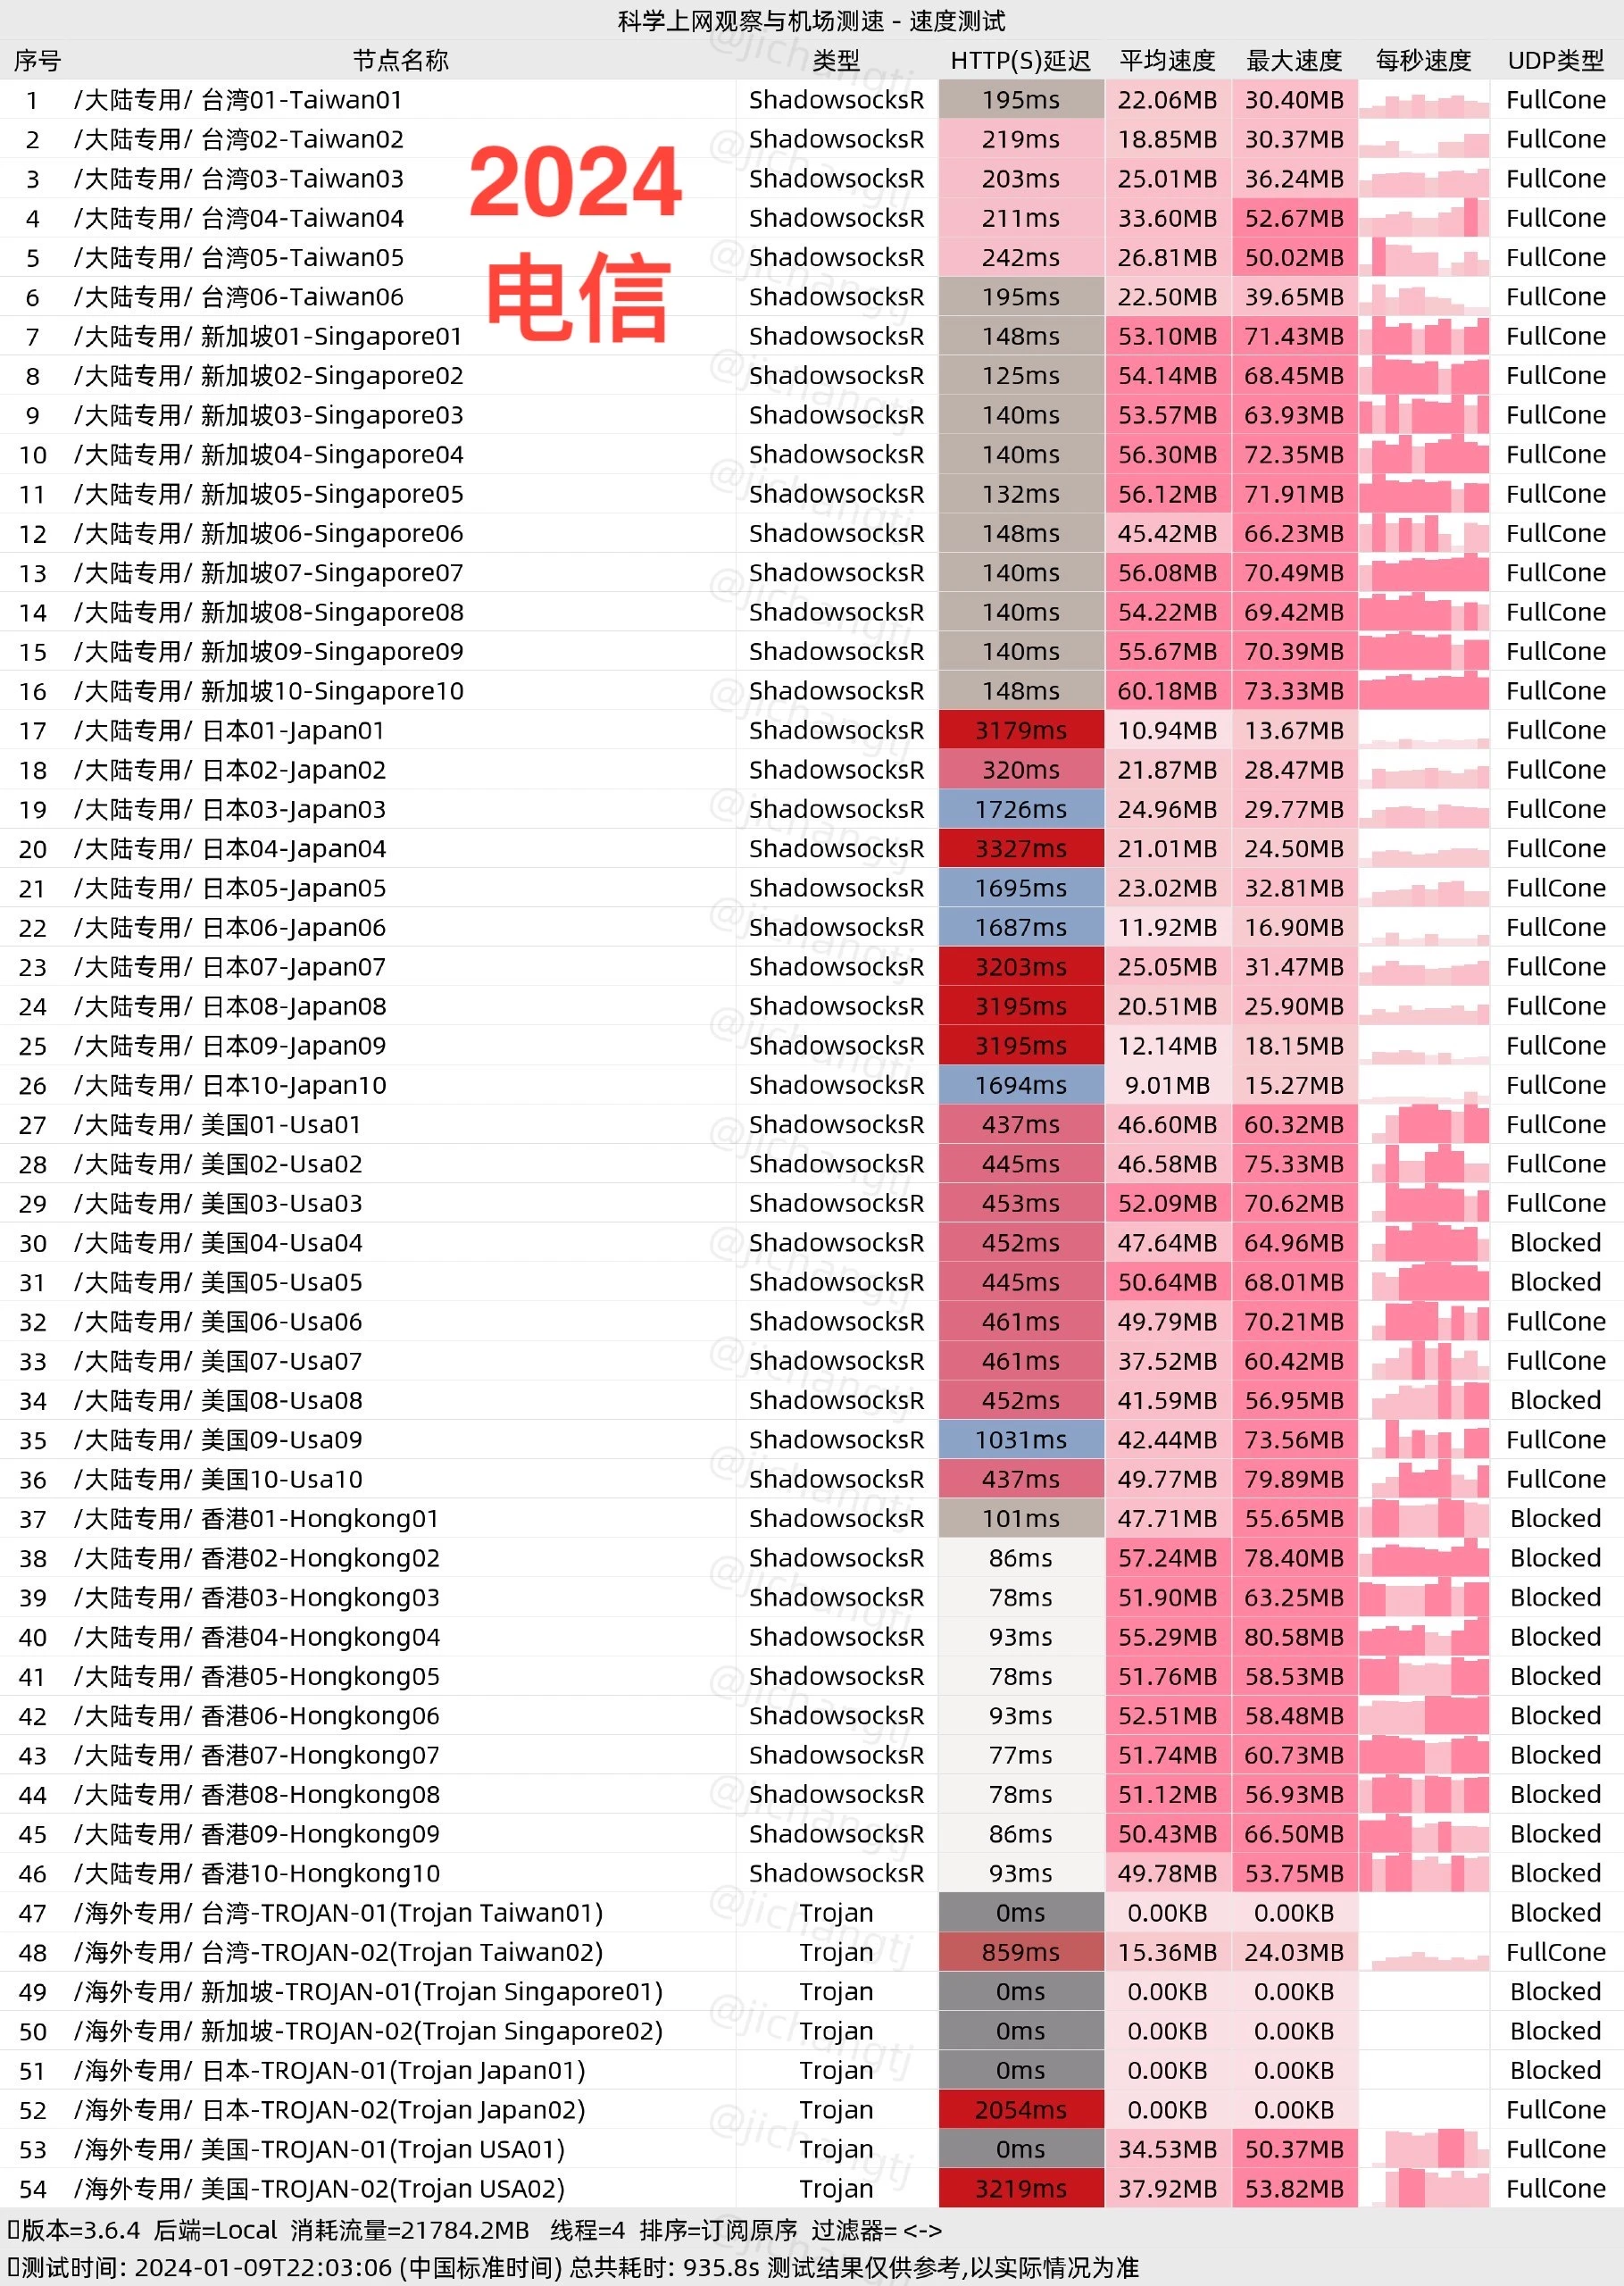 科学上网观察与机场测速 - 速度测试
序号 节点名称 类型 HTTP(S)延迟 平均速度 最大速度 每秒速度 UDP类型
1 /大陆专用/ 台湾01-Taiwan01 ShadowsocksR 195ms 22.06MB 30.40MB FullCone
2 /大陆专用/ 台湾02-Taiwan02 ShadowsocksR 219ms 18.85MB 30.37MB FullCone
3 /大陆专用/ 台湾03-Taiwan03 ShadowsocksR 203ms 25.01MB 36.24MB FullCone
2024
4 /大陆专用/ 台湾04-Taiwan04 ShadowsocksR 211ms 33.60MB 52.67MB FullCone
5 /大陆专用/ 台湾05-Taiwan05 ShadowsocksR 242ms 26.81MB 50.02MB FullCone
6 /大陆专用/ 台湾06-Taiwan06 ShadowsocksR 195ms 22.50MB 39.65MB FullCone
电信
7 /大陆专用/ 新加坡01-Singapore01 ShadowsocksR 148ms 53.10MB 71.43MB FullCone
8 /大陆专用/ 新加坡02-Singapore02 ShadowsocksR 125ms 54.14MB 68.45MB FullCone
9 /大陆专用/ 新加坡03-Singapore03 ShadowsocksR 140ms 53.57MB 63.93MB FullCone
10 /大陆专用/ 新加坡04-Singapore04 ShadowsocksR 140ms 56.30MB 72.35MB FullCone
11 /大陆专用/ 新加坡05-Singapore05 ShadowsocksR 132ms 56.12MB 71.91MB FullCone
12 /大陆专用/ 新加坡06-Singapore06 ShadowsocksR 148ms 45.42MB 66.23MB FullCone
13 /大陆专用/ 新加坡07-Singapore07 ShadowsocksR 140ms 56.08MB 70.49MB FullCone
14 /大陆专用/ 新加坡08-Singapore08 ShadowsocksR 140ms 54.22MB 69.42MB FullCone
15 /大陆专用/ 新加坡09-Singapore09 ShadowsocksR 140ms 55.67MB 70.39MB FullCone
16 /大陆专用/ 新加坡10-Singapore10 ShadowsocksR 148ms 60.18MB 73.33MB FullCone
17 /大陆专用/ 日本01-Japan01 ShadowsocksR 3179ms 10.94MB 13.67MB FullCone
18 /大陆专用/ 日本02-Japan02 ShadowsocksR 320ms 21.87MB 28.47MB FullCone
19 /大陆专用/ 日本03-Japan03 ShadowsocksR 1726ms 24.96MB 29.77MB FullCone
20 /大陆专用/ 日本04-Japan04 ShadowsocksR 3327ms 21.01MB 24.50MB FullCone
21 /大陆专用/ 日本05-Japan05 ShadowsocksR 1695ms 23.02MB 32.81MB FullCone
22 /大陆专用/ 日本06-Japan06 ShadowsocksR 1687ms 11.92MB 16.90MB FullCone
23 /大陆专用/ 日本07-Japan07 ShadowsocksR 3203ms 25.05MB 31.47MB FullCone
24 /大陆专用/ 日本08-Japan08 ShadowsocksR 3195ms 20.51MB 25.90MB FullCone
25 /大陆专用/ 日本09-Japan09 ShadowsocksR 3195ms 12.14MB 18.15MB FullCone
26 /大陆专用/ 日本10-Japan10 ShadowsocksR 1694ms 9.01MB 15.27MB FullCone
27 /大陆专用/ 美国01-Usa01 ShadowsocksR 437ms 46.60MB 60.32MB FullCone
28 /大陆专用/ 美国02-Usa02 ShadowsocksR 445ms 46.58MB 75.33MB FullCone
29 /大陆专用/ 美国03-Usa03 ShadowsocksR 453ms 52.09MB 70.62MB FullCone
30 /大陆专用/ 美国04-Usa04 ShadowsocksR 452ms 47.64MB 64.96MB Blocked
31 /大陆专用/ 美国05-Usa05 ShadowsocksR 445ms 50.64MB 68.01MB Blocked
32 /大陆专用/ 美国06-Usa06 ShadowsocksR 461ms 49.79MB 70.21MB FullCone
33 /大陆专用/ 美国07-Usa07 ShadowsocksR 461ms 37.52MB 60.42MB FullCone
34 /大陆专用/ 美国08-Usa08 ShadowsocksR 452ms 41.59MB 56.95MB Blocked
35 /大陆专用/ 美国09-Usa09 ShadowsocksR 1031ms 42.44MB 73.56MB FullCone
36 /大陆专用/ 美国10-Usa10 ShadowsocksR 437ms 49.77MB 79.89MB FullCone
37 /大陆专用/ 香港01-Hongkong01 ShadowsocksR 101ms 47.71MB 55.65MB Blocked
38 /大陆专用/ 香港02-Hongkong02 ShadowsocksR 86ms 57.24MB 78.40MB Blocked
39 /大陆专用/ 香港03-Hongkong03 ShadowsocksR 78ms 51.90MB 63.25MB Blocked
40 /大陆专用/ 香港04-Hongkong04 ShadowsocksR 93ms 55.29MB 80.58MB Blocked
41 /大陆专用/ 香港05-Hongkong05 ShadowsocksR 78ms 51.76MB 58.53MB Blocked
42 /大陆专用/ 香港06-Hongkong06 ShadowsocksR 93ms 52.51MB 58.48MB Blocked
43 /大陆专用/ 香港07-Hongkong07 ShadowsocksR 77ms 51.74MB 60.73MB Blocked
44 /大陆专用/ 香港08-Hongkong08 ShadowsocksR 78ms 51.12MB 56.93MB Blocked
45 /大陆专用/ 香港09-Hongkong09 ShadowsocksR 86ms 50.43MB 66.50MB Blocked
46 /大陆专用/ 香港10-Hongkong10 ShadowsocksR 93ms 49.78MB 53.75MB Blocked
47 /海外专用/ 台湾-TROJAN-01(Trojan Taiwan01) Trojan 0ms 0.00KB 0.00KB Blocked
48 /海外专用/ 台湾-TROJAN-02(Trojan Taiwan02) Trojan 859ms 15.36MB 24.03MB FullCone
49 /海外专用/ 新加坡-TROJAN-01(Trojan Singapore01) Trojan 0ms 0.00KB 0.00KB Blocked
50 /海外专用/ 新加坡-TROJAN-02(Trojan Singapore02) Trojan 0ms 0.00KB 0.00KB Blocked
51 /海外专用/ 日本-TROJAN-01(Trojan Japan01) Trojan 0ms 0.00KB 0.00KB Blocked
52 /海外专用/ 日本-TROJAN-02(Trojan Japan02) Trojan 2054ms 0.00KB 0.00KB FullCone
53 /海外专用/ 美国-TROJAN-01(Trojan USA01) Trojan 0ms 34.53MB 50.37MB FullCone
54 /海外专用/ 美国-TROJAN-02(Trojan USA02) Trojan 3219ms 37.92MB 53.82MB FullCone
版本=3.6.4 后端=Local 消耗流量=21784.2MB 线程=4 排序=订阅原序 过滤器= <->
测试时间: 2024-01-09T22:03:06 (中国标准时间) 总共耗时: 935.8s 测试结果仅供参考,以实际情况为准
@jichangtj